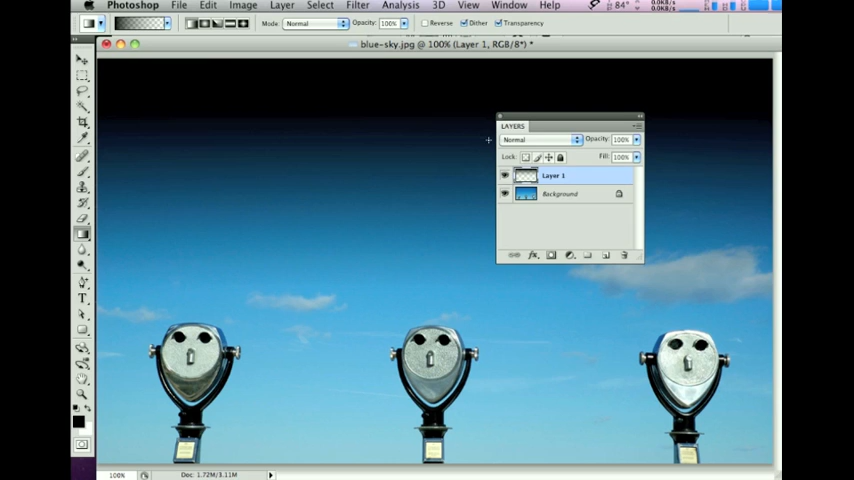 Photoshop File Edit Image Layer Select Filter Analysis 3D View Window Help 84°
Mode: Normal Opacity: 100% Reverse Dither Transparency
blue-sky.jpg @ 100% (Layer 1, RGB/8*) *
LAYERS
Normal Opacity: 100%
Lock: Fill: 100%
Layer 1
Background
100% Doc: 1.72M/3.11M